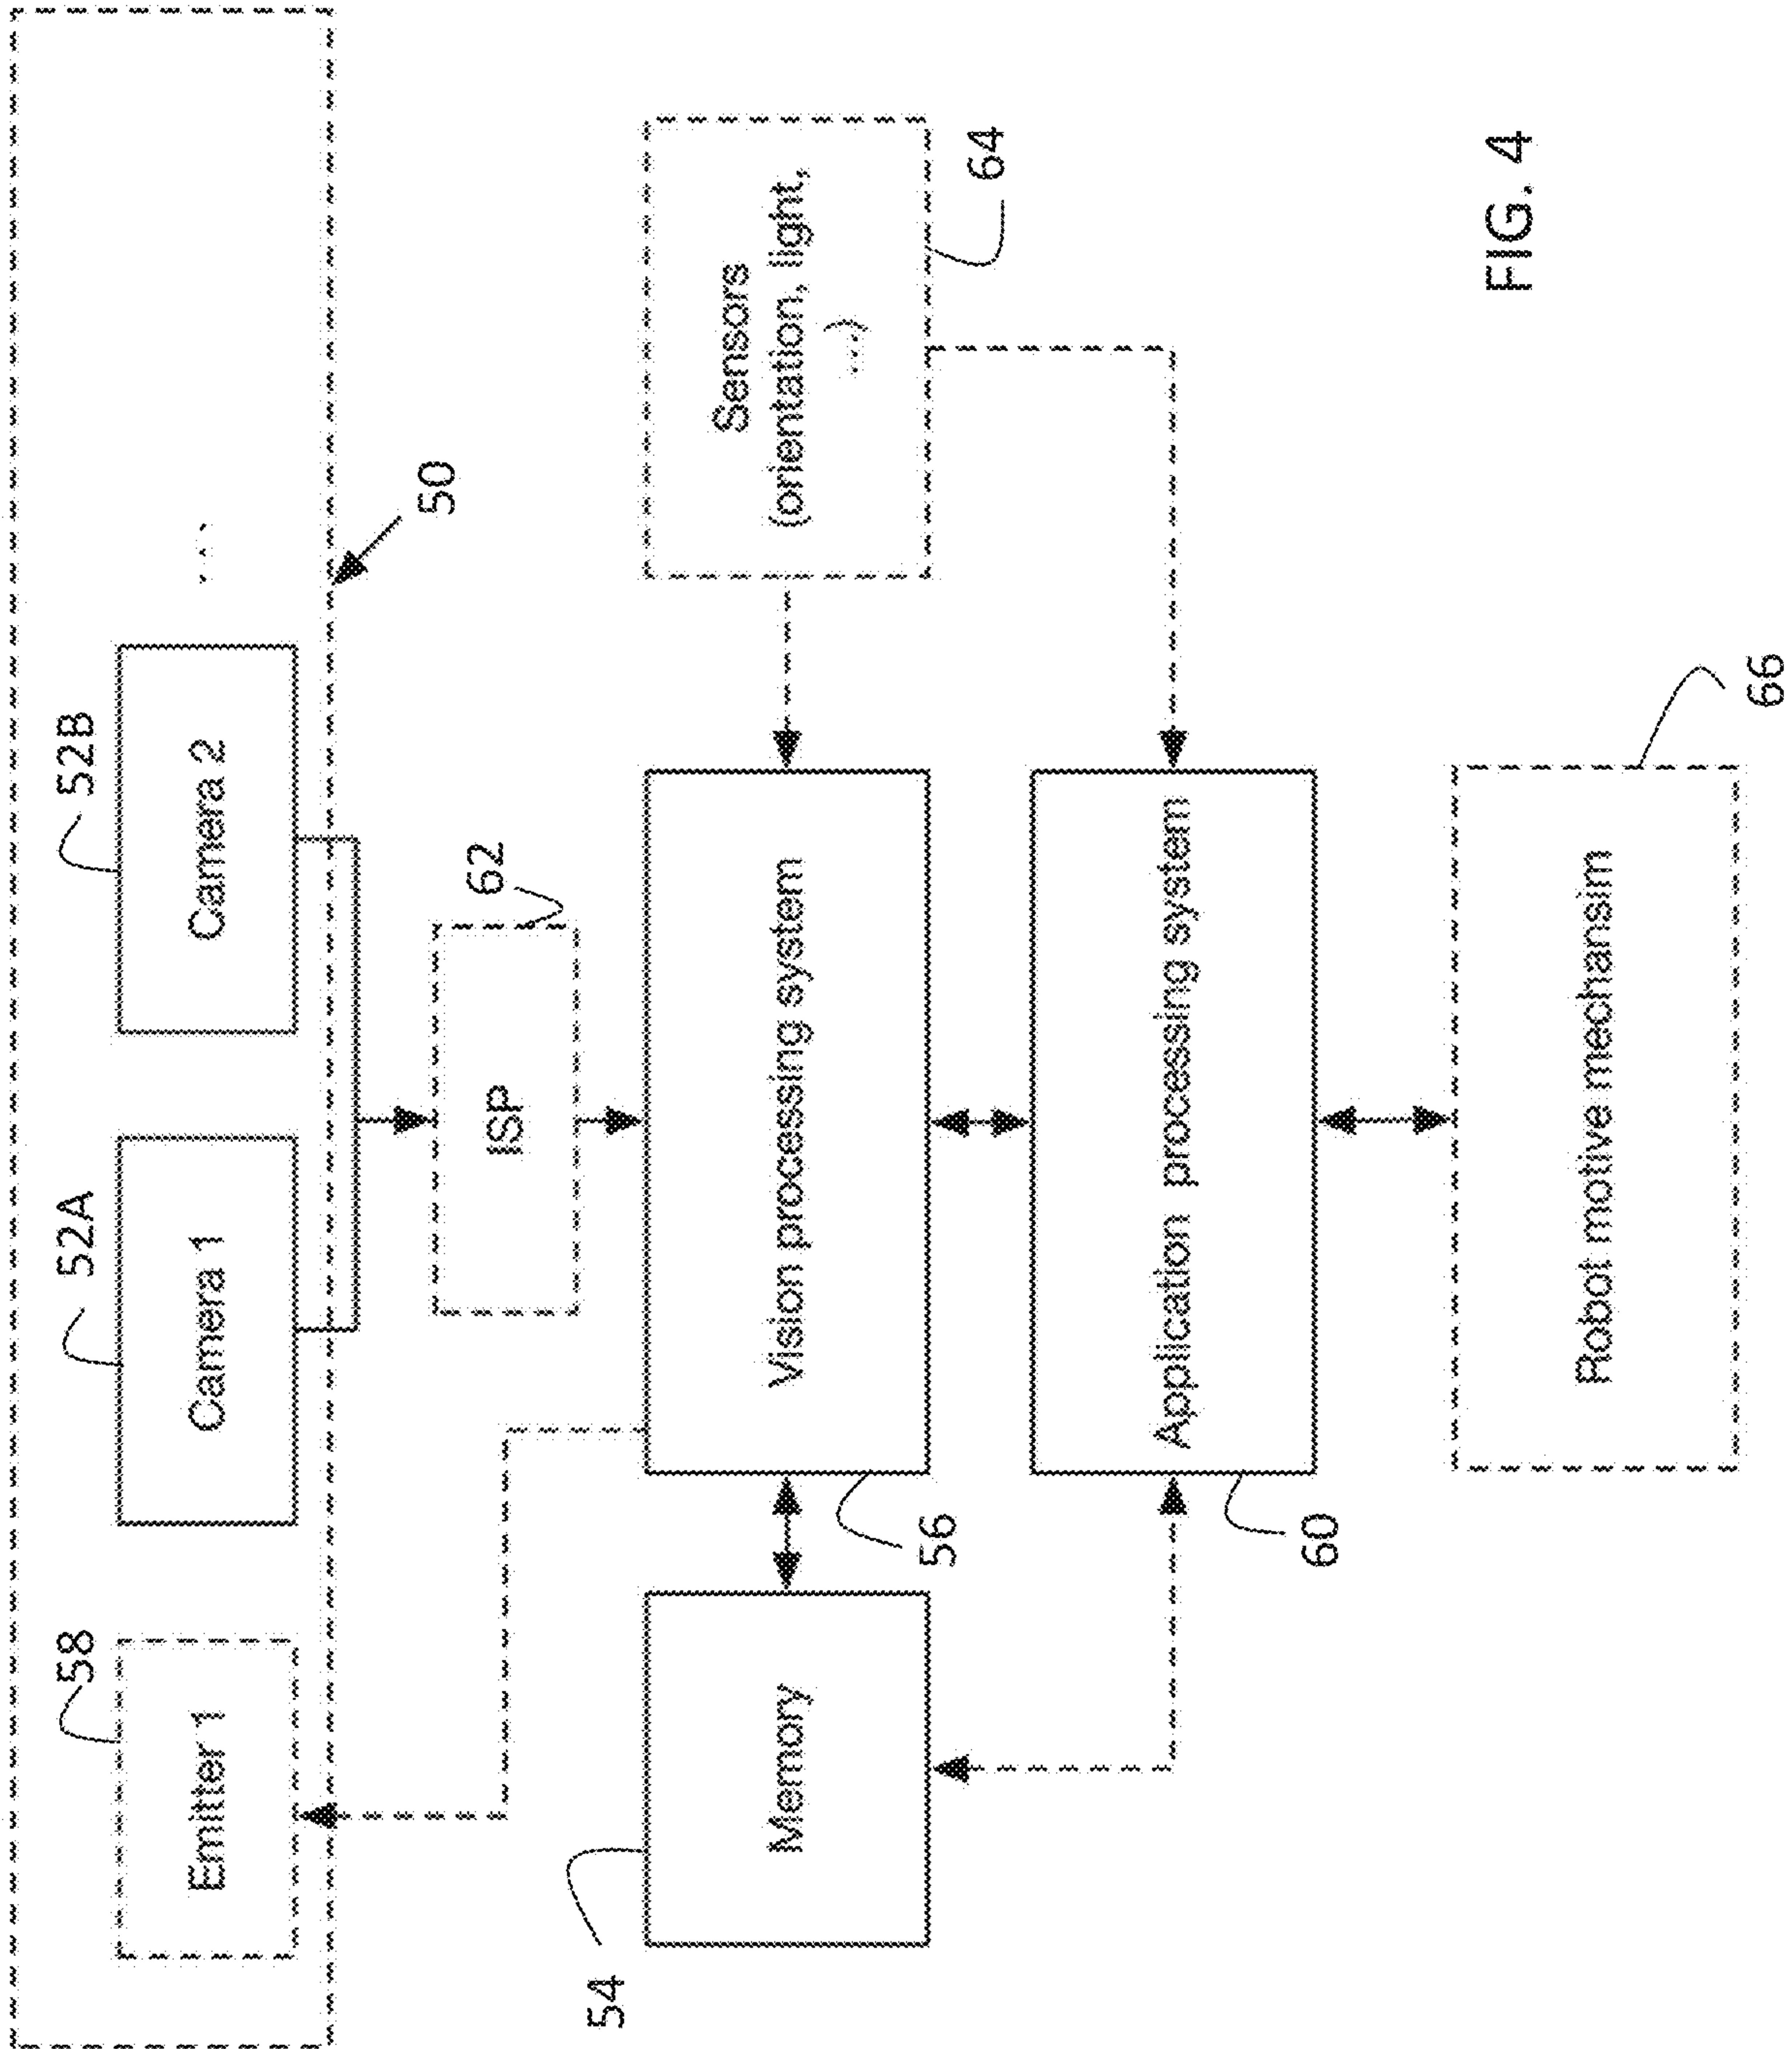 58
52A
52B
Emitter 1
Camera 1
Camera 2
...
50
62
ISP
54
Memory
Vision processing system
Sensors
(orientation, light,
...)
56
64
Application processing system
60
FIG. 4
Robot motive mechansim
66